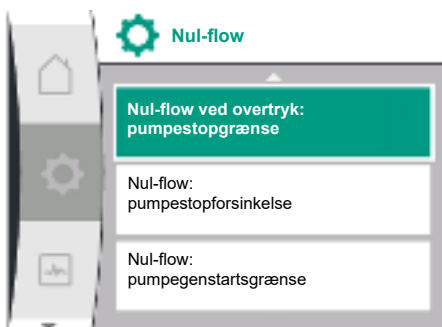 Nul-flow
Nul-flow ved overtryk:
pumpestopgrænse
Nul-flow:
pumpestopforsinkelse
Nul-flow:
pumpegenstartsgrænse